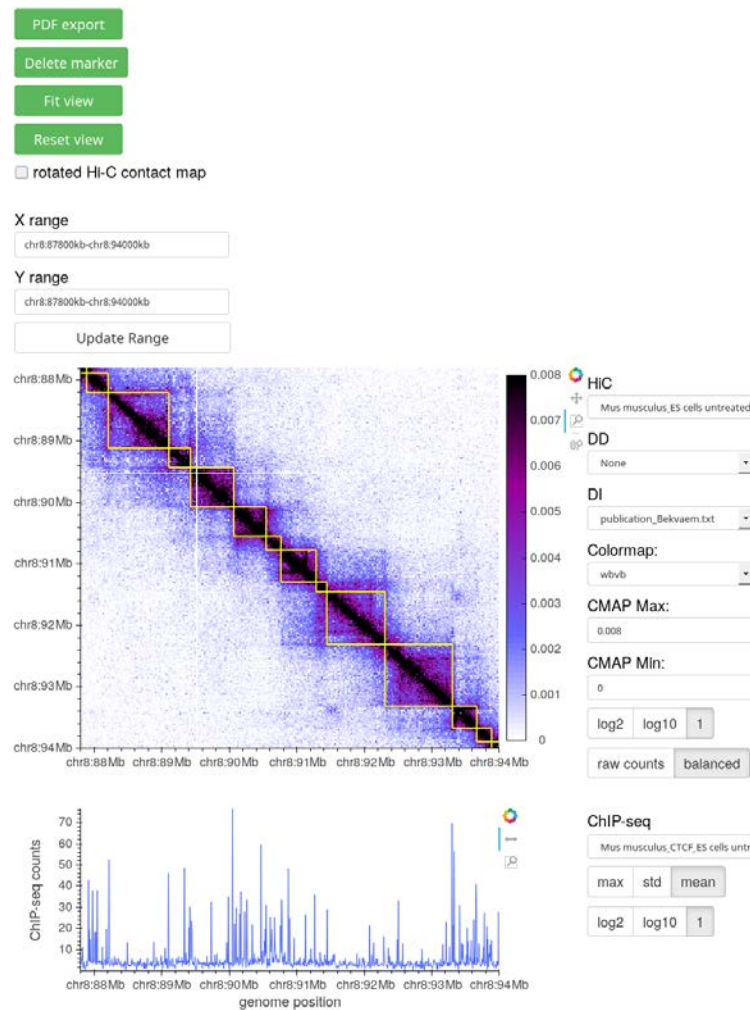 PDF export
Delete marker
Fit view
Reset view
rotated Hi-C contact map
X range
chr8:87800kb-chr8:94000kb
Y range
chr8:87800kb-chr8:94000kb
Update Range
chr8:88Mb
chr8:89Mb
chr8:90Mb
chr8:91Mb
chr8:92Mb
chr8:93Mb
chr8:94Mb
chr8:88Mb chr8:89Mb chr8:90Mb chr8:91Mb chr8:92Mb chr8:93Mb chr8:94Mb
0.008
0.007
0.006
0.005
0.004
0.003
0.002
0.001
0
HiC
Mus musculus_ES cells untreated
DD
None
DI
publication_Bekvaem.txt
Colormap:
wbvb
CMAP Max:
0.008
CMAP Min:
0
log2 log10 1
raw counts balanced
ChIP-seq counts
70
60
50
40
30
20
10
chr8:88Mb chr8:89Mb chr8:90Mb chr8:91Mb chr8:92Mb chr8:93Mb chr8:94Mb
genome position
ChIP-seq
Mus musculus_CTCF_ES cells untr
max std mean
log2 log10 1